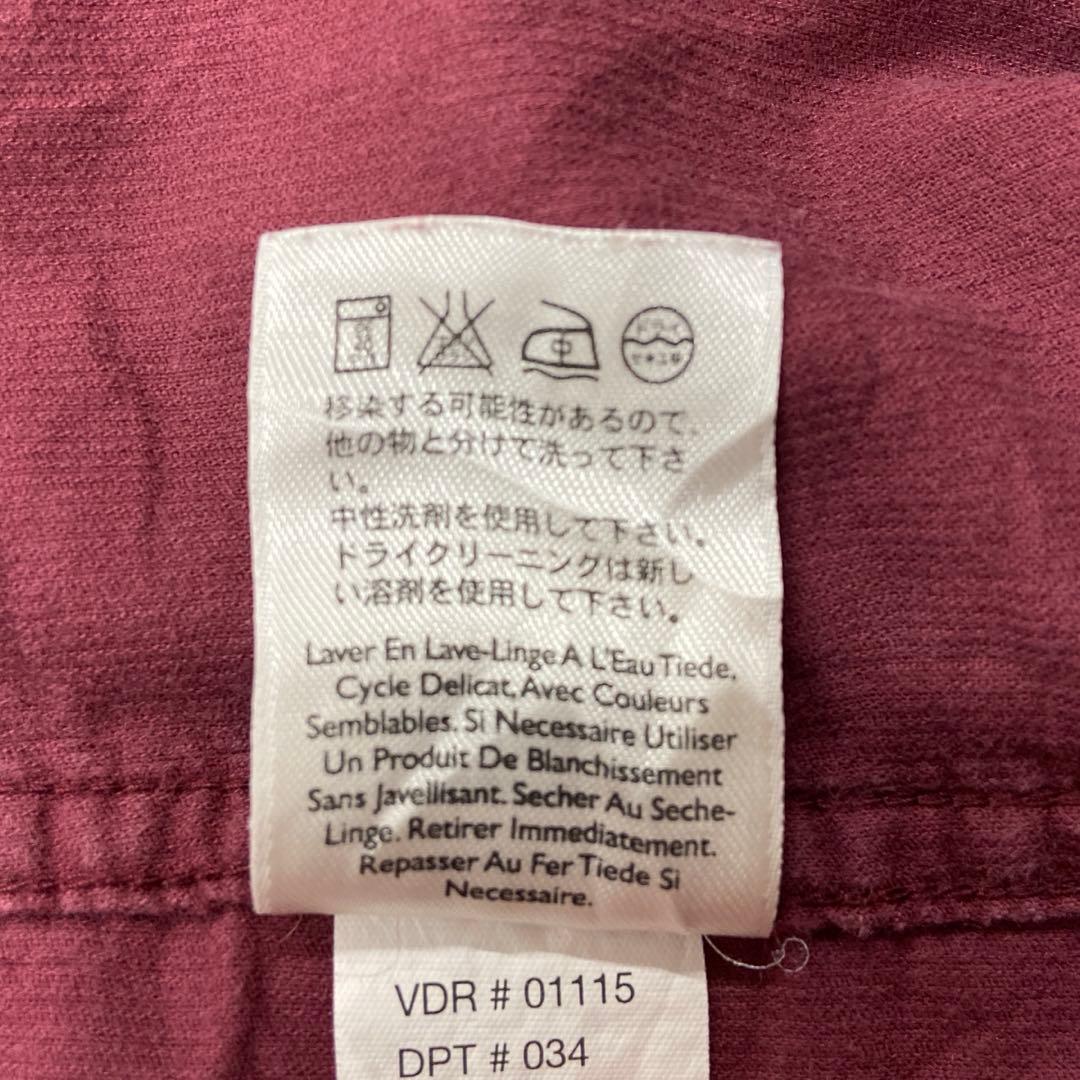 中
ドライ
移染する可能性があるので、
他の物と分けて洗って下さ
い。
中性洗剤を使用して下さい。
ドライクリーニングは新し
い溶剤を使用して下さい。
Laver En Lave-Linge A L'Eau Tiede,
Cycle Delicat, Avec Couleurs
Semblables. Si Necessaire Utiliser
Un Produit De Blanchissement
Sans Javellisant. Secher Au Seche-
Linge. Retirer Immediatement.
Repasser Au Fer Tiede Si
Necessaire.
VDR # 01115
DPT # 034